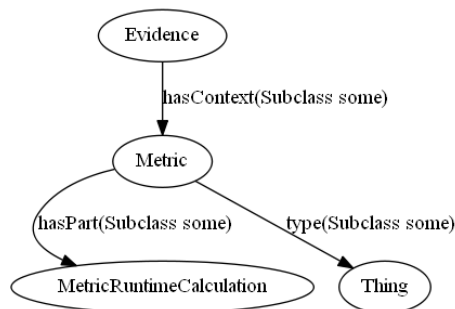 Evidence
hasContext(Subclass some)
Metric
hasPart(Subclass some)
type(Subclass some)
MetricRuntimeCalculation
Thing